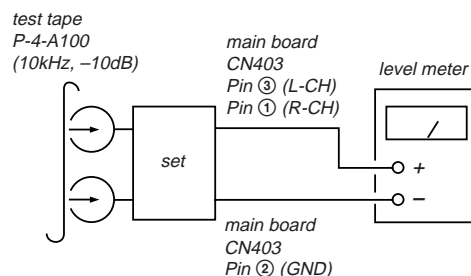 test tape
P-4-A100
(10kHz, –10dB)
main board
CN403
Pin ③ (L-CH)
Pin ① (R-CH)
level meter
set
+
–
main board
CN403
Pin ② (GND)